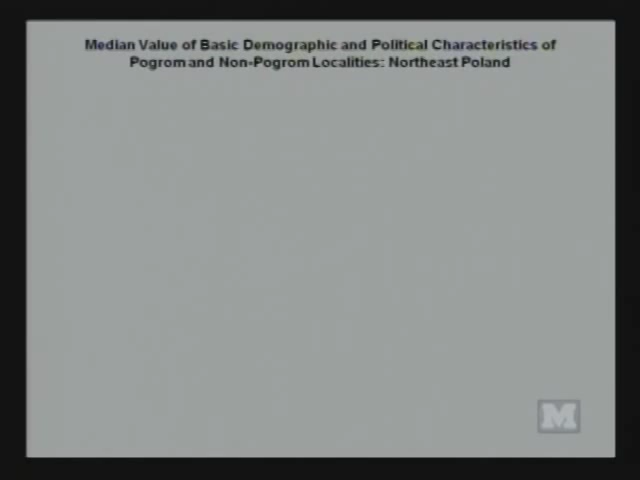 Median Value of Basic Demographic and Political Characteristics of
Pogrom and Non-Pogrom Localities: Northeast Poland
M